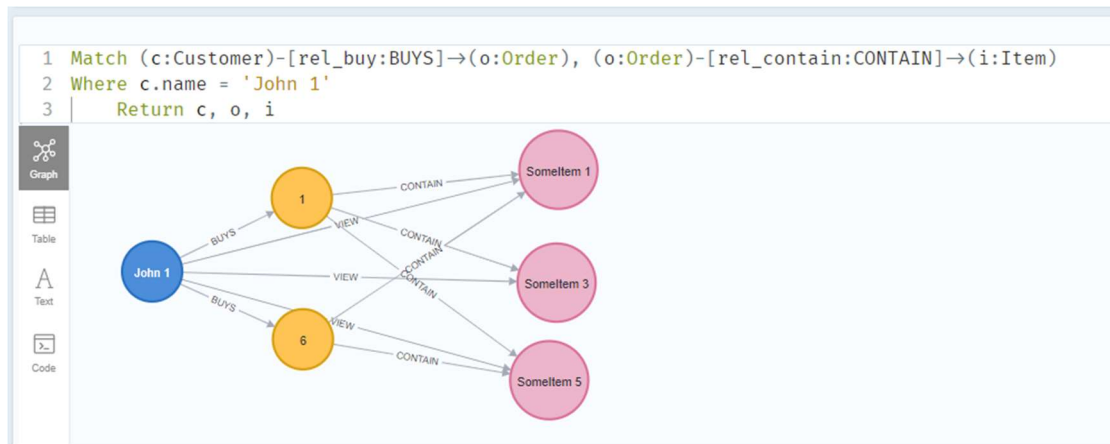 1 Match (c:Customer)-[rel_buy:BUYS]→(o:Order), (o:Order)-[rel_contain:CONTAIN]→(i:Item)
2 Where c.name = 'John 1'
3 Return c, o, i
Graph
Table
Text
Code
John 1
BUYS
BUYS
1
6
VIEW
VIEW
VIEW
CONTAIN
CONTAIN
CONTAIN
CONTAIN
CONTAIN
SomeItem 1
SomeItem 3
SomeItem 5